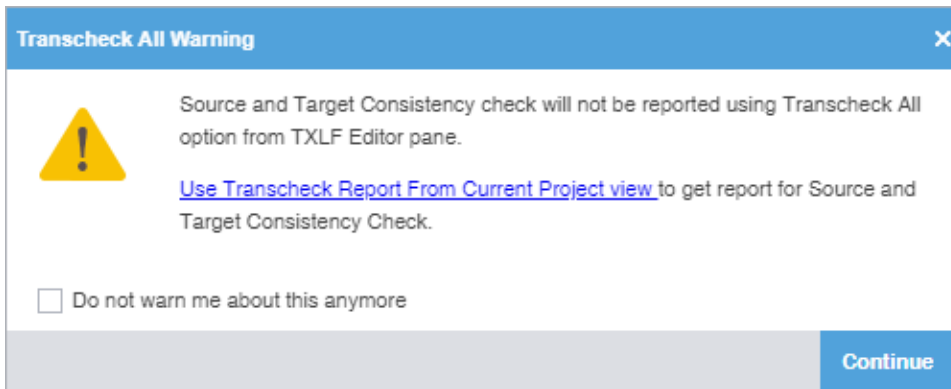 Transcheck All Warning
Source and Target Consistency check will not be reported using Transcheck All
option from TXLF Editor pane.
Use Transcheck Report From Current Project view to get report for Source and
Target Consistency Check.
Do not warn me about this anymore
Continue